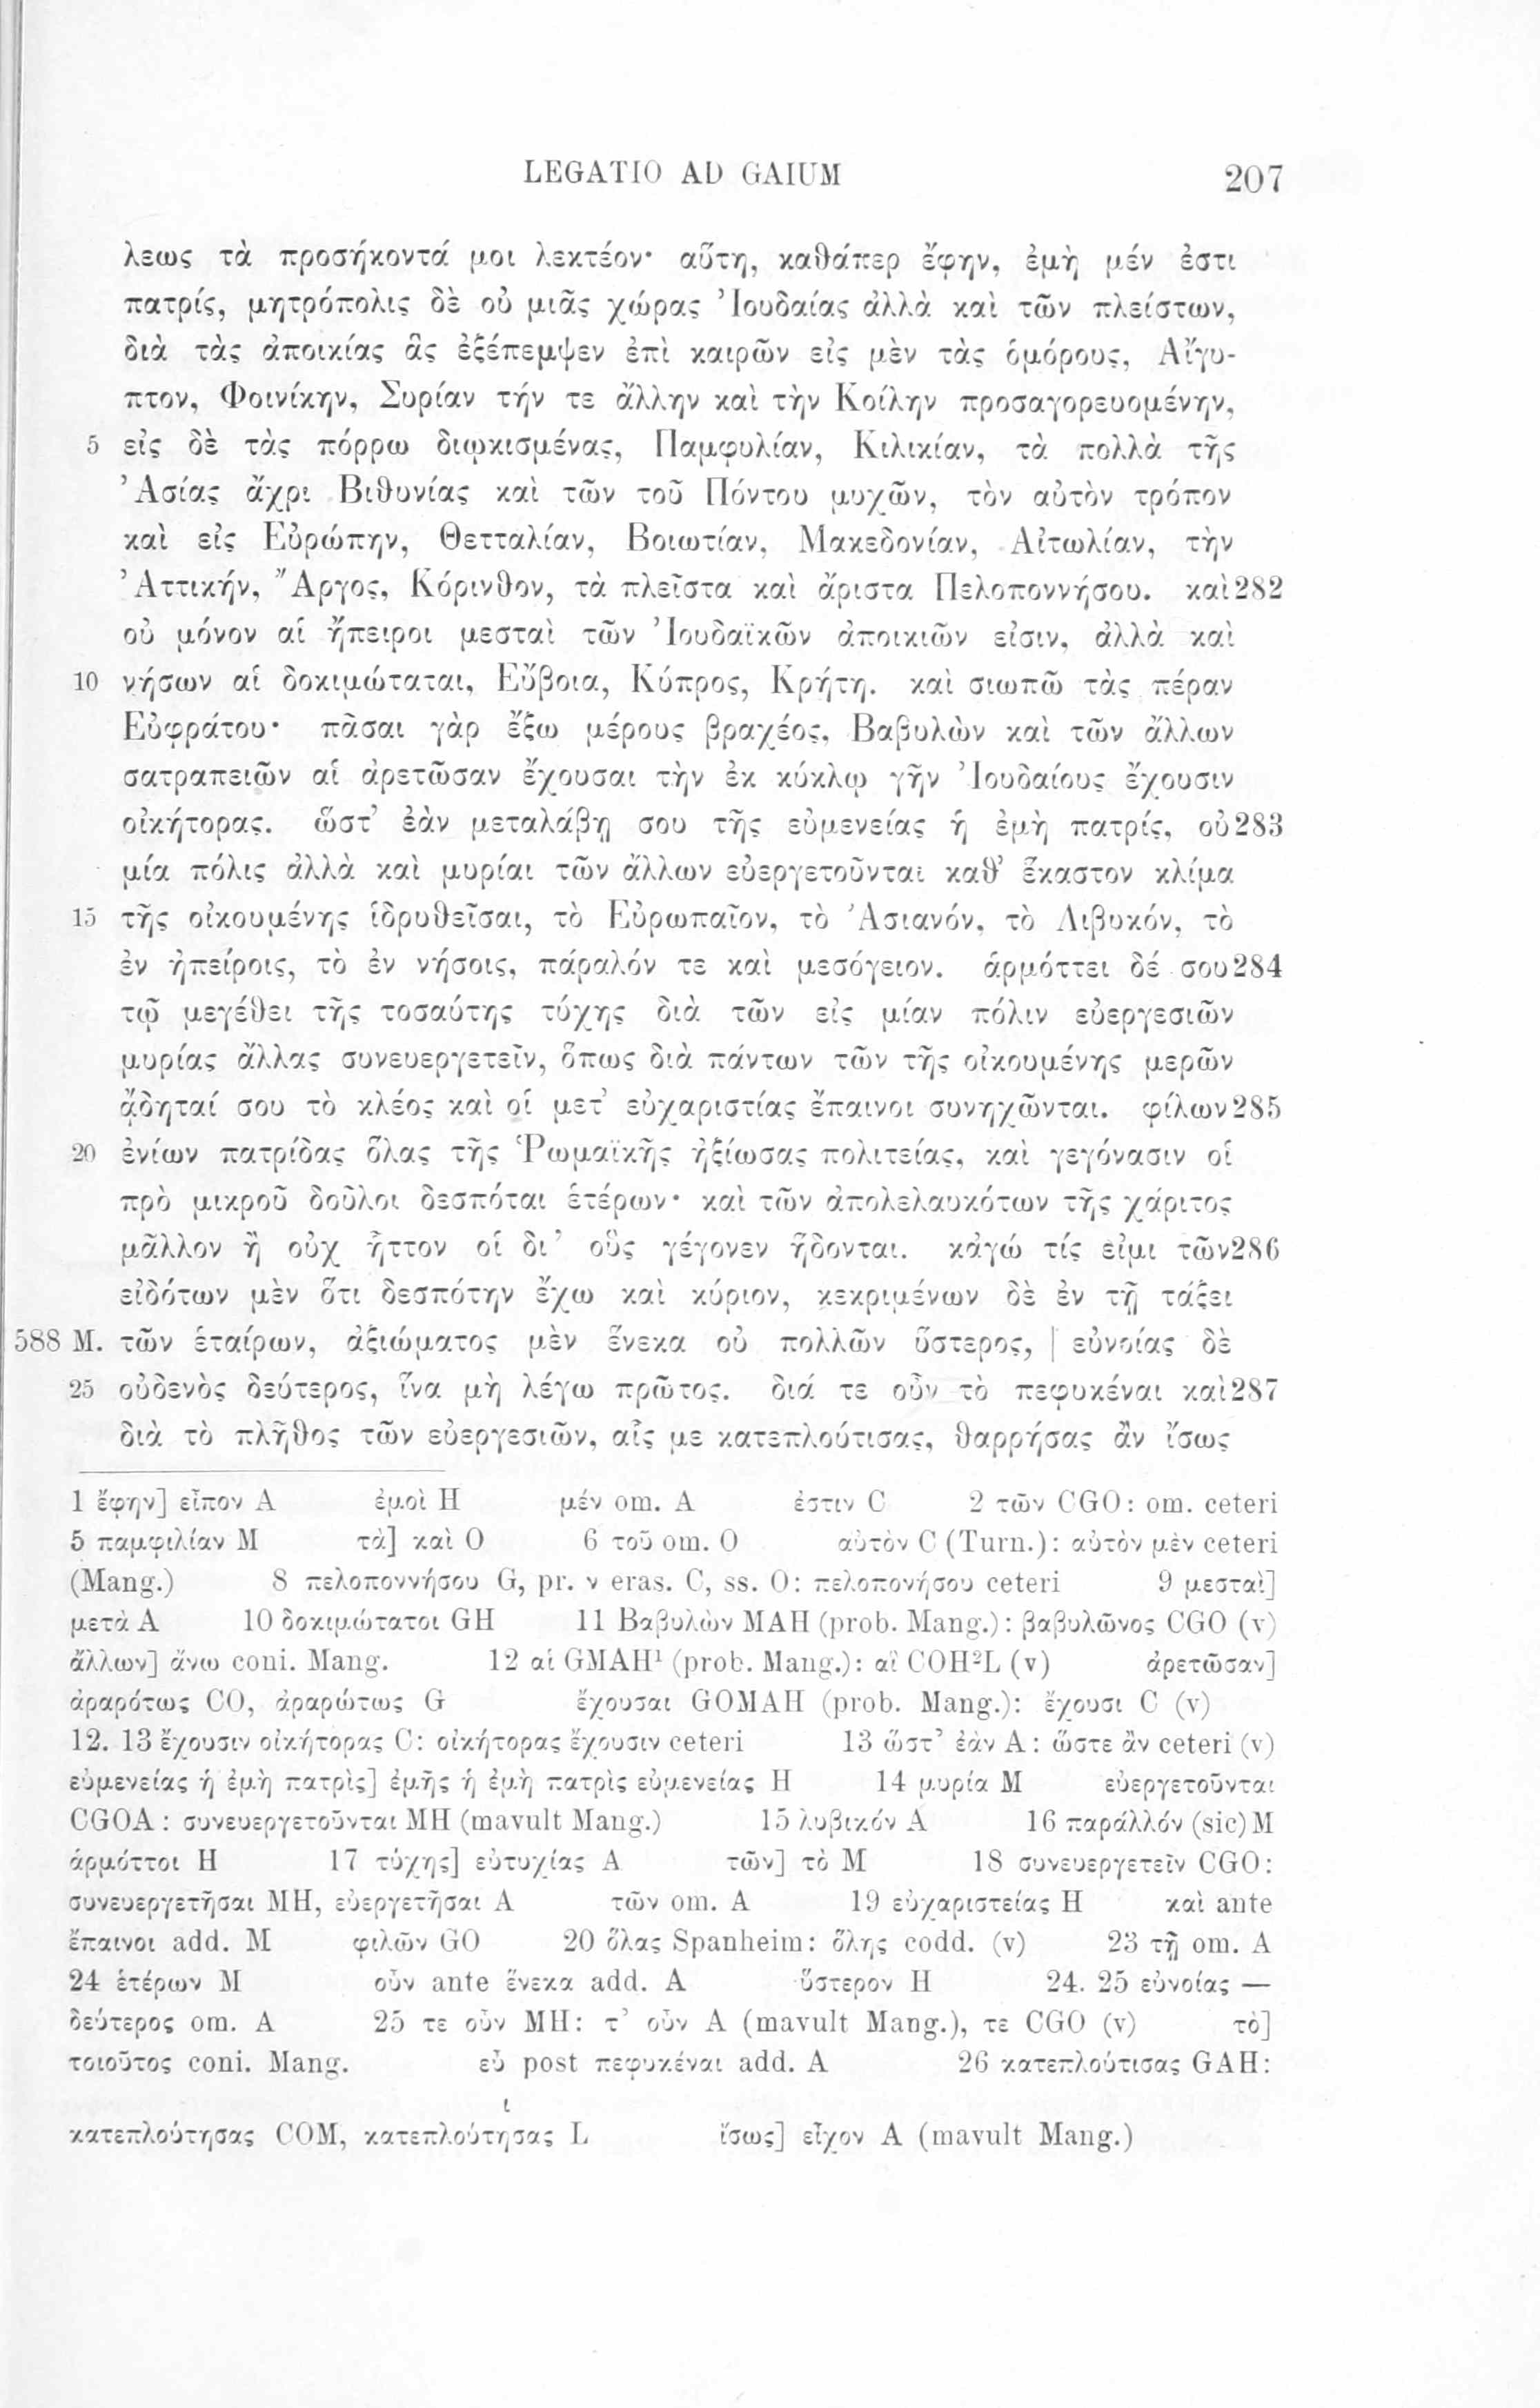 LEGATIO AD GAIUM 207
λεως τὰ προσήκοντά μοι λεκτέον· αὕτη, καθάπερ ἔφην, ἐμὴ μέν ἐστι
πατρίς, μητρόπολις δὲ οὐ μιᾶς χώρας Ἰουδαίας ἀλλὰ καὶ τῶν πλείστων,
διὰ τὰς ἀποικίας ἃς ἐξέπεμψεν ἐπὶ καιρῶν εἰς μὲν τὰς ὁμόρους, Αἴγυ-
πτον, Φοινίκην, Συρίαν τήν τε ἄλλην καὶ τὴν Κοίλην προσαγορευομένην,
5 εἰς δὲ τὰς πόρρω διῳκισμένας, Παμφυλίαν, Κιλικίαν, τὰ πολλὰ τῆς
Ἀσίας ἄχρι Βιθυνίας καὶ τῶν τοῦ Πόντου μυχῶν, τὸν αὐτὸν τρόπον
καὶ εἰς Εὐρώπην, Θετταλίαν, Βοιωτίαν, Μακεδονίαν, Αἰτωλίαν, τὴν
Ἀττικήν, Ἄργος, Κόρινθον, τὰ πλεῖστα καὶ ἄριστα Πελοποννήσου. καὶ 282
οὐ μόνον αἱ ἤπειροι μεσταὶ τῶν Ἰουδαϊκῶν ἀποικιῶν εἰσιν, ἀλλὰ καὶ
10 νήσων αἱ δοκιμώταται, Εὔβοια, Κύπρος, Κρήτη. καὶ σιωπῶ τὰς πέραν
Εὐφράτου· πᾶσαι γὰρ ἔξω μέρους βραχέος, Βαβυλὼν καὶ τῶν ἄλλων
σατραπειῶν αἱ ἀρετῶσαν ἔχουσαι τὴν ἐκ κύκλῳ γῆν Ἰουδαίους ἔχουσιν
οἰκήτορας. ὥστ’ ἐὰν μεταλάβῃ σου τῆς εὐμενείας ἡ ἐμὴ πατρίς, οὐ 283
μία πόλις ἀλλὰ καὶ μυρίαι τῶν ἄλλων εὐεργετοῦνται καθ’ ἕκαστον κλίμα
15 τῆς οἰκουμένης ἱδρυθεῖσαι, τὸ Εὐρωπαῖον, τὸ Ἀσιανόν, τὸ Λιβυκόν, τὸ
ἐν ἠπείροις, τὸ ἐν νήσοις, πάραλόν τε καὶ μεσόγειον. ἁρμόττει δέ σου 284
τῷ μεγέθει τῆς τοσαύτης τύχης διὰ τῶν εἰς μίαν πόλιν εὐεργεσιῶν
μυρίας ἄλλας συνευεργετεῖν, ὅπως διὰ πάντων τῶν τῆς οἰκουμένης μερῶν
ᾄδηταί σου τὸ κλέος καὶ οἱ μετ’ εὐχαριστίας ἔπαινοι συνηχῶνται. φίλων 285
20 ἐνίων πατρίδας ὅλας τῆς Ῥωμαϊκῆς ἠξίωσας πολιτείας, καὶ γεγόνασιν οἱ
πρὸ μικροῦ δοῦλοι δεσπόται ἑτέρων· καὶ τῶν ἀπολελαυκότων τῆς χάριτος
μᾶλλον ἢ οὐχ ἧττον οἱ δι’ οὓς γέγονεν ἥδονται. κἀγώ τίς εἰμι τῶν 286
εἰδότων μὲν ὅτι δεσπότην ἔχω καὶ κύριον, κεκριμένων δὲ ἐν τῇ τάξει
588 M. τῶν ἑταίρων, ἀξιώματος μὲν ἕνεκα οὐ πολλῶν ὕστερος, | εὐνοίας δὲ
25 οὐδενὸς δεύτερος, ἵνα μὴ λέγω πρῶτος. διά τε οὖν τὸ πεφυκέναι καὶ 287
διὰ τὸ πλῆθος τῶν εὐεργεσιῶν, αἷς με κατεπλούτισας, θαρρήσας ἂν ἴσως
1 ἔφην] εἶπον A ἐμοὶ H μέν om. A ἐστιν C 2 τῶν CGO: om. ceteri
5 παμφιλίαν M τὰ] καὶ O 6 τοῦ om. O αὐτὸν C (Turn.): αὐτὸν μὲν ceteri
(Mang.) 8 πελοποννήσου G, pr. ν eras. C, ss. O: πελοπονήσου ceteri 9 μεσταὶ]
μετὰ A 10 δοκιμώτατοι GH 11 Βαβυλὼν MAH (prob. Mang.): βαβυλῶνος CGO (v)
ἄλλων] ἄνω coni. Mang. 12 αἱ GMAH¹ (prob. Mang.): αἳ COH²L (v) ἀρετῶσαν]
ἀραρότως CO, ἀραρώτως G ἔχουσαι GOMAH (prob. Mang.): ἔχουσι C (v)
12. 13 ἔχουσιν οἰκήτορας C: οἰκήτορας ἔχουσιν ceteri 13 ὥστ’ ἐὰν A: ὥστε ἂν ceteri (v)
εὐμενείας ἡ ἐμὴ πατρὶς] ἐμῆς ἡ ἐμὴ πατρὶς εὐμενείας H 14 μυρία M εὐεργετοῦνται
CGOA: συνευεργετοῦνται MH (mavult Mang.) 15 λυβικόν A 16 παράλλόν (sic) M
ἁρμόττοι H 17 τύχης] εὐτυχίας A τῶν] τὸ M 18 συνευεργετεῖν CGO:
συνευεργετῆσαι MH, εὐεργετῆσαι A τῶν om. A 19 εὐχαριστείας H καὶ ante
ἔπαινοι add. M φιλῶν GO 20 ὅλας Spanheim: ὅλης codd. (v) 23 τῇ om. A
24 ἑτέρων M οὖν ante ἕνεκα add. A ὕστερον H 24. 25 εὐνοίας —
δεύτερος om. A 25 τε οὖν MH: τ’ οὖν A (mavult Mang.), τε CGO (v) τὸ]
τοιοῦτος coni. Mang. εὖ post πεφυκέναι add. A 26 κατεπλούτισας GAH:
ι
κατεπλούτησας COM, κατεπλούτησας L ἴσως] εἶχον A (mavult Mang.)